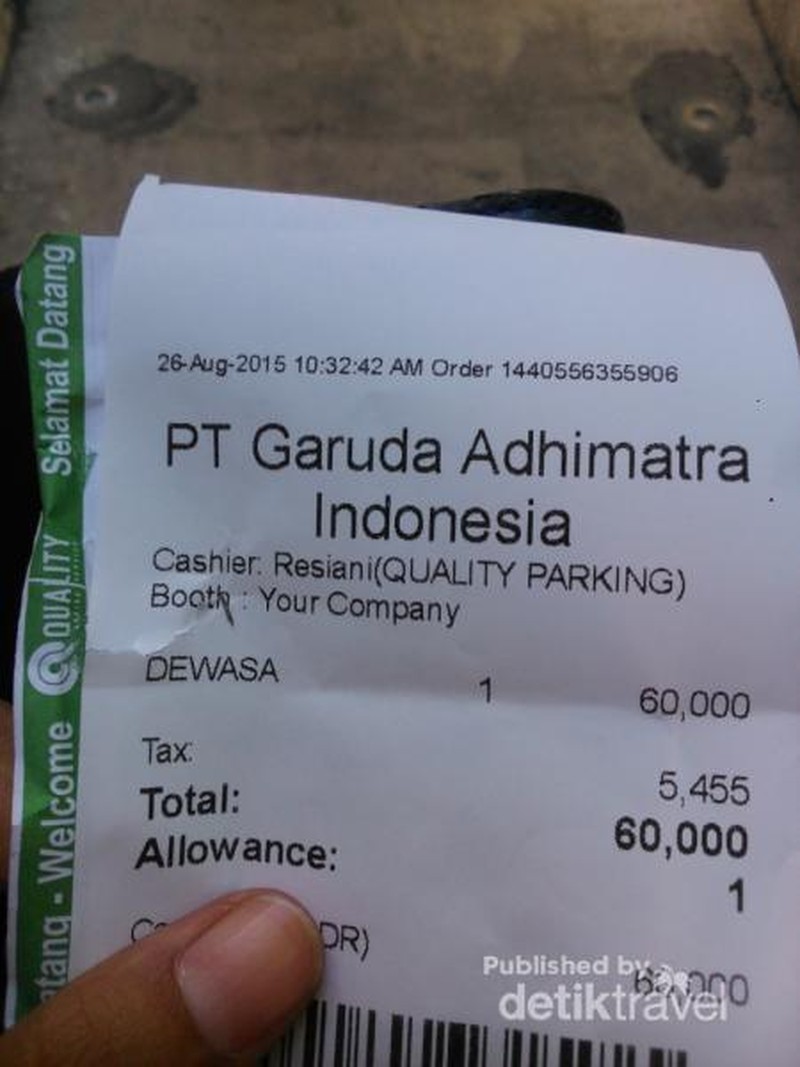 26-Aug-2015 10:32:42 AM Order 1440556355906
PT Garuda Adhimatra
Indonesia
Cashier: Resiani(QUALITY PARKING)
Booth : Your Company
DEWASA 1 60,000
Tax: 5,455
Total: 60,000
Allowance: 1
DR)
Selamat Datang
QUALITY
Welcome
Published by
detiktravel